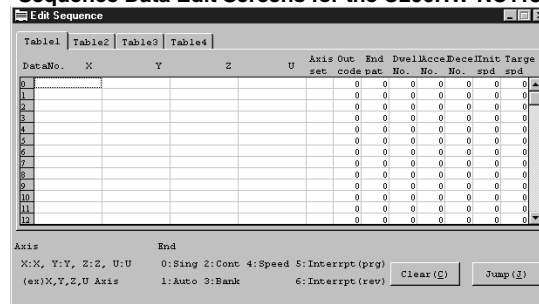 Sequence Data Edit Screens for the
Edit Sequence
Table1 Table2 Table3 Table4
Axis Out End Dwell Accel Decel Init Targe
DataNo. X Y Z U set code pat No. No. No. spd spd
0 0 0 0 0 0 0 0
1 0 0 0 0 0 0 0
2 0 0 0 0 0 0 0
3 0 0 0 0 0 0 0
4 0 0 0 0 0 0 0
5 0 0 0 0 0 0 0
6 0 0 0 0 0 0 0
7 0 0 0 0 0 0 0
8 0 0 0 0 0 0 0
9 0 0 0 0 0 0 0
10 0 0 0 0 0 0 0
11 0 0 0 0 0 0 0
12 0 0 0 0 0 0 0
Axis End
X:X, Y:Y, Z:Z, U:U 0:Sing 2:Cont 4:Speed 5:Interrpt(prg)
(ex)X,Y,Z,U Axis 1:Auto 3:Bank 6:Interrpt(rev)
Clear(C) Jump(J)